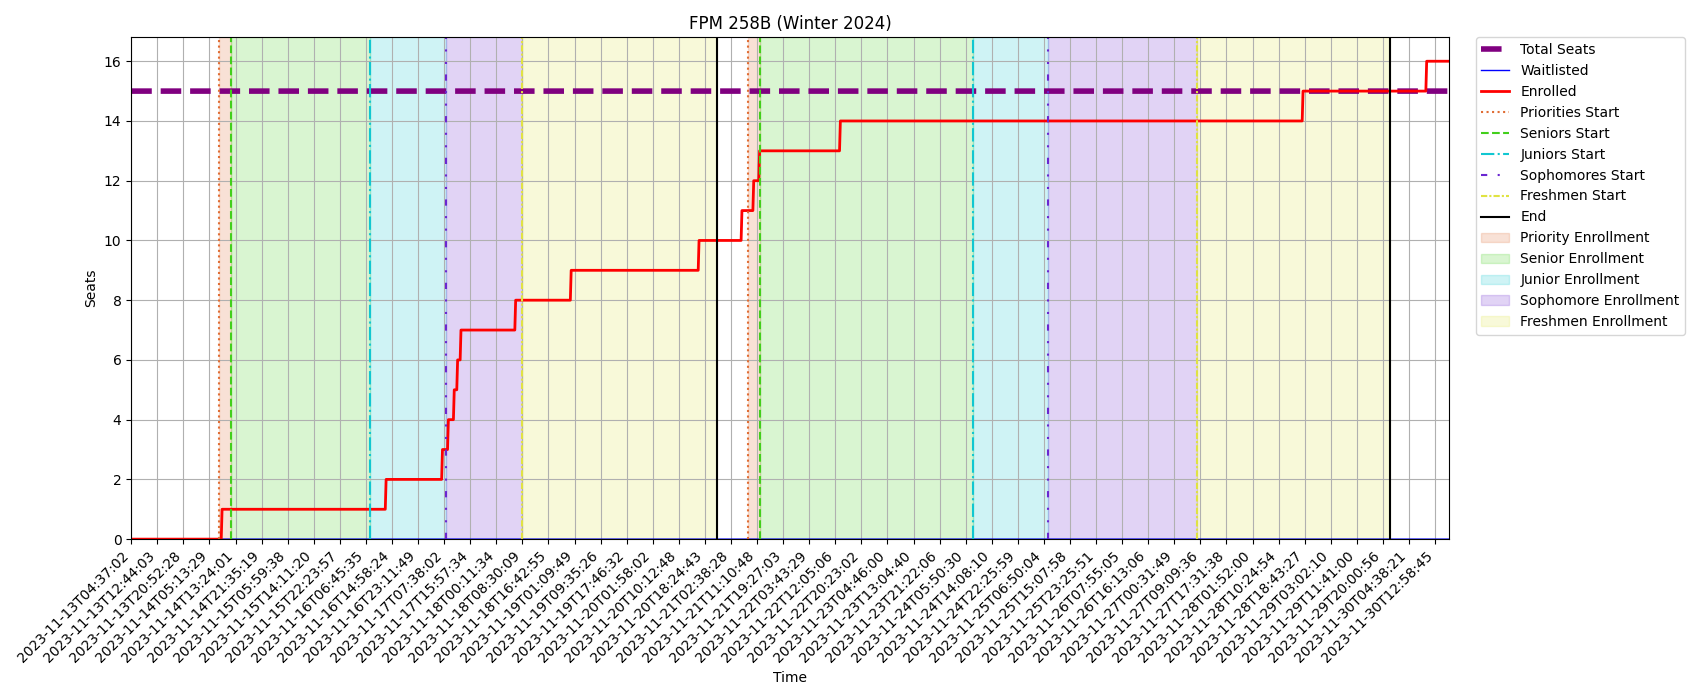 FPM 258B (Winter 2024)
Seats
16
14
12
10
8
6
4
2
0
2023-11-13T04:37:02
2023-11-13T12:44:03
2023-11-13T20:52:28
2023-11-14T05:13:29
2023-11-14T13:24:01
2023-11-14T21:35:19
2023-11-15T05:59:38
2023-11-15T14:11:20
2023-11-15T22:23:57
2023-11-16T06:45:35
2023-11-16T14:58:24
2023-11-16T23:11:49
2023-11-17T07:38:02
2023-11-17T15:57:34
2023-11-18T00:11:34
2023-11-18T08:30:09
2023-11-18T16:42:55
2023-11-19T01:09:49
2023-11-19T09:35:26
2023-11-19T17:46:32
2023-11-20T01:58:02
2023-11-20T10:12:48
2023-11-20T18:24:43
2023-11-21T02:38:28
2023-11-21T11:10:48
2023-11-21T19:27:03
2023-11-22T03:43:29
2023-11-22T12:05:06
2023-11-22T20:23:02
2023-11-23T04:46:00
2023-11-23T13:04:40
2023-11-23T21:22:06
2023-11-24T05:50:30
2023-11-24T14:08:10
2023-11-24T22:25:59
2023-11-25T06:50:04
2023-11-25T15:07:58
2023-11-25T23:25:51
2023-11-26T07:55:05
2023-11-26T16:13:06
2023-11-27T00:31:49
2023-11-27T09:09:36
2023-11-27T17:31:38
2023-11-28T01:52:00
2023-11-28T10:24:54
2023-11-28T18:43:27
2023-11-29T03:02:10
2023-11-29T11:41:00
2023-11-29T20:00:56
2023-11-30T04:38:21
2023-11-30T12:58:45
Time
Total Seats
Waitlisted
Enrolled
Priorities Start
Seniors Start
Juniors Start
Sophomores Start
Freshmen Start
End
Priority Enrollment
Senior Enrollment
Junior Enrollment
Sophomore Enrollment
Freshmen Enrollment